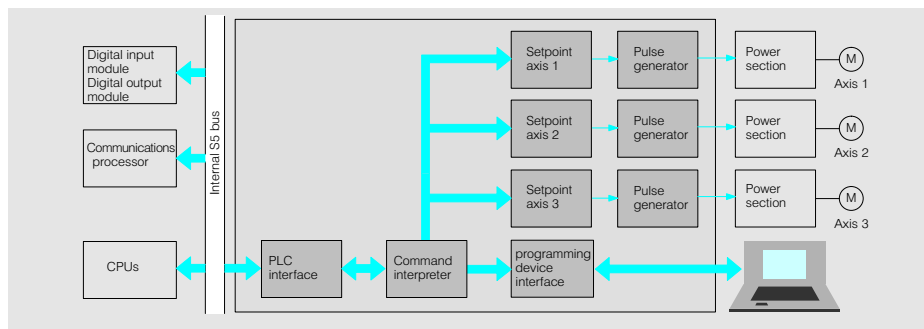 Digital input
module
Digital output
module
Communications
processor
CPUs
Internal S5 bus
PLC
interface
Command
interpreter
Setpoint
axis 1
Pulse
generator
Power
section
M
Axis 1
Setpoint
axis 2
Pulse
generator
Power
section
M
Axis 2
Setpoint
axis 3
Pulse
generator
Power
section
M
Axis 3
programming
device
interface